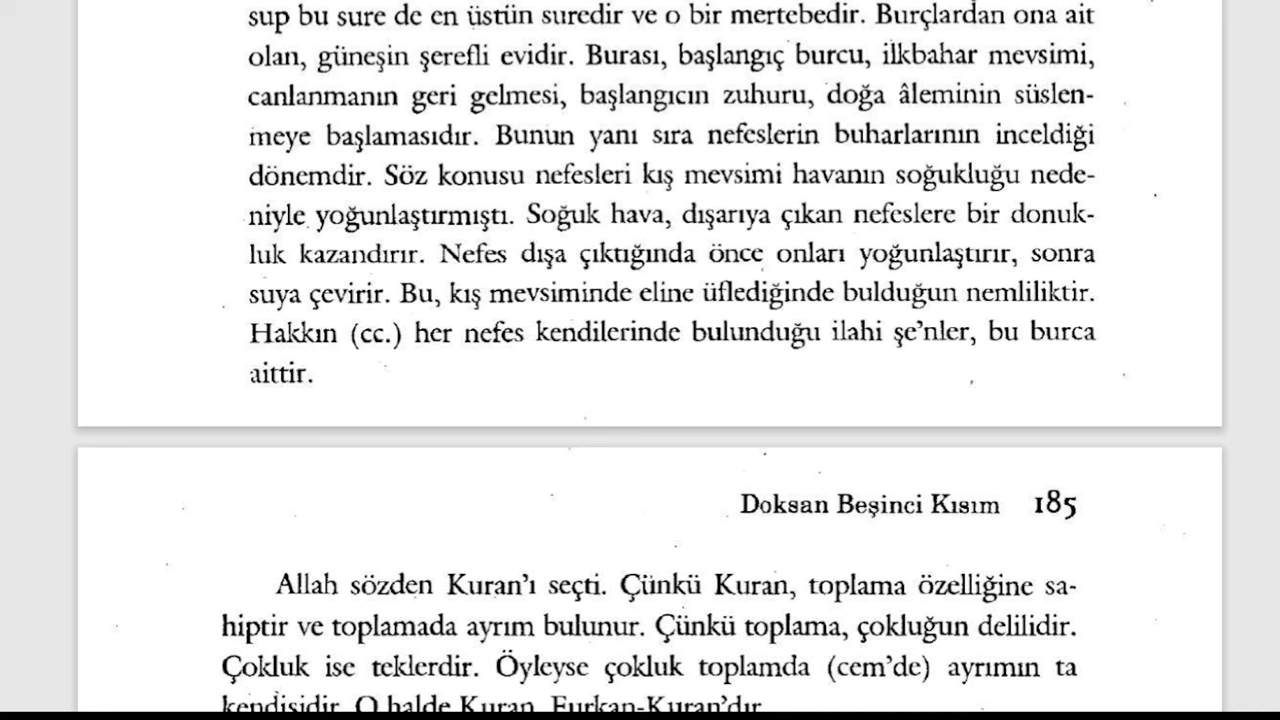 sup bu sure de en üstün suredir ve o bir mertebedir. Burçlardan ona ait
olan, güneşin şerefli evidir. Burası, başlangıç burcu, ilkbahar mevsimi,
canlanmanın geri gelmesi, başlangıcın zuhuru, doğa âleminin süslen-
meye başlamasıdır. Bunun yanı sıra nefeslerin buharlarının inceldiği
dönemdir. Söz konusu nefesleri kış mevsimi havanın soğukluğu nede-
niyle yoğunlaştırmıştı. Soğuk hava, dışarıya çıkan nefeslere bir donuk-
luk kazandırır. Nefes dışa çıktığında önce onları yoğunlaştırır, sonra
suya çevirir. Bu, kış mevsiminde eline üflediğinde bulduğun nemliliktir.
Hakkın (cc.) her nefes kendilerinde bulunduğu ilahi şe'nler, bu burca
aittir.
Doksan Beşinci Kısım 185
Allah sözden Kuran'ı seçti. Çünkü Kuran, toplama özelliğine sa-
hiptir ve toplamada ayrım bulunur. Çünkü toplama, çokluğun delilidir.
Çokluk ise teklerdir. Öyleyse çokluk toplamda (cem'de) ayrımın ta
kendisidir. O halde Kuran, Furkan-Kuran'dır.